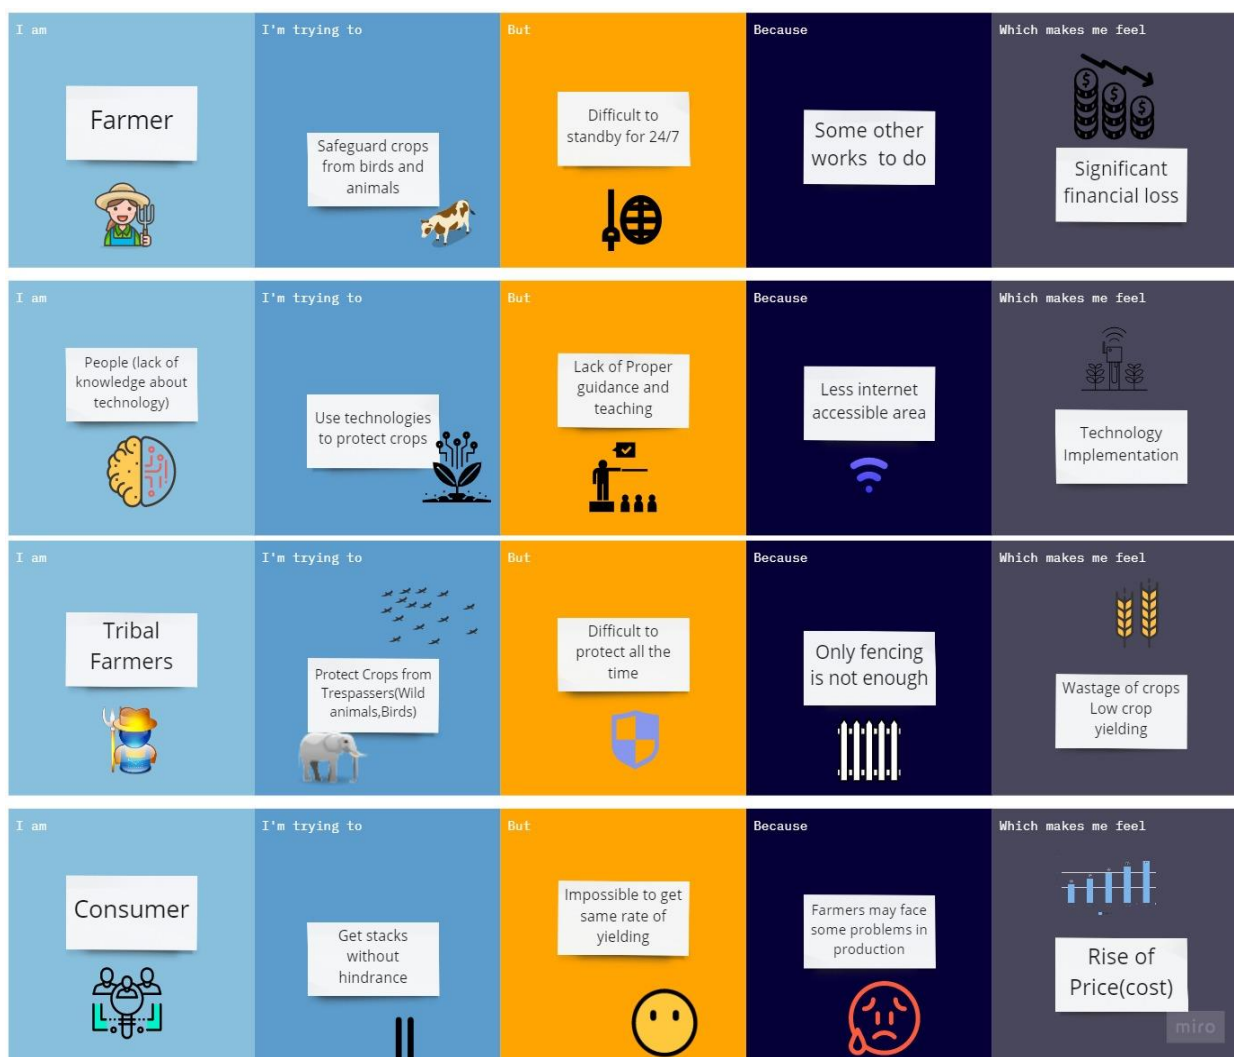 I am
I'm trying to
But
Because
Which makes me feel
Farmer
Safeguard crops
from birds and
animals
Difficult to
standby for 24/7
Some other
works to do
Significant
financial loss
I am
I'm trying to
But
Because
Which makes me feel
People (lack of
knowledge about
technology)
Use technologies
to protect crops
Lack of Proper
guidance and
teaching
Less internet
accessible area
Technology
Implementation
I am
I'm trying to
But
Because
Which makes me feel
Tribal
Farmers
Protect Crops from
Trespassers(Wild
animals,Birds)
Difficult to
protect all the
time
Only fencing
is not enough
Wastage of crops
Low crop
yielding
I am
I'm trying to
But
Because
Which makes me feel
Consumer
Get stacks
without
hindrance
Impossible to get
same rate of
yielding
Farmers may face
some problems in
production
Rise of
Price(cost)
miro